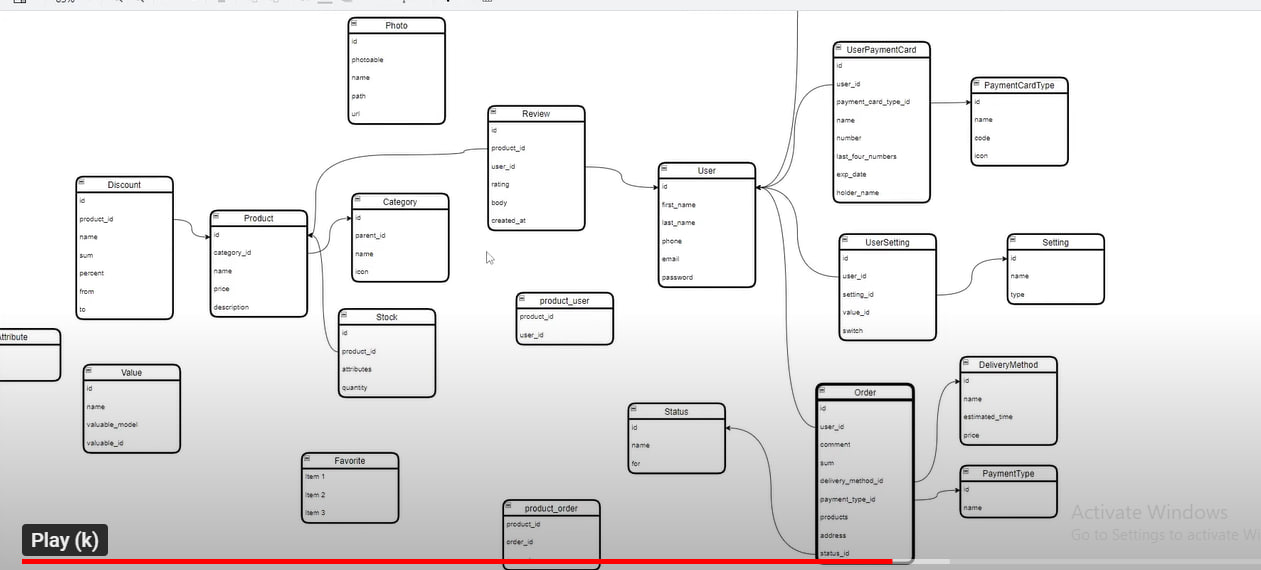 Photo
id
photoable
name
path
url
Review
id
product_id
user_id
rating
body
created_at
User
id
first_name
last_name
phone
email
password
UserPaymentCard
id
user_id
payment_card_type_id
name
number
last_four_numbers
exp_date
holder_name
PaymentCardType
id
name
code
icon
Discount
id
product_id
name
sum
percent
from
to
Product
id
category_id
name
price
description
Category
id
parent_id
name
icon
Stock
id
product_id
attributes
quantity
product_user
product_id
user_id
UserSetting
id
user_id
setting_id
value_id
switch
Setting
id
name
type
Value
id
name
valuable_model
valuable_id
Favorite
Item 1
Item 2
Item 3
Status
id
name
for
product_order
product_id
order_id
Order
id
user_id
comment
sum
delivery_method_id
payment_type_id
products
address
status_id
DeliveryMethod
id
name
estimated_time
price
PaymentType
id
name
Play (k)
Activate Windows
Go to Settings to activate